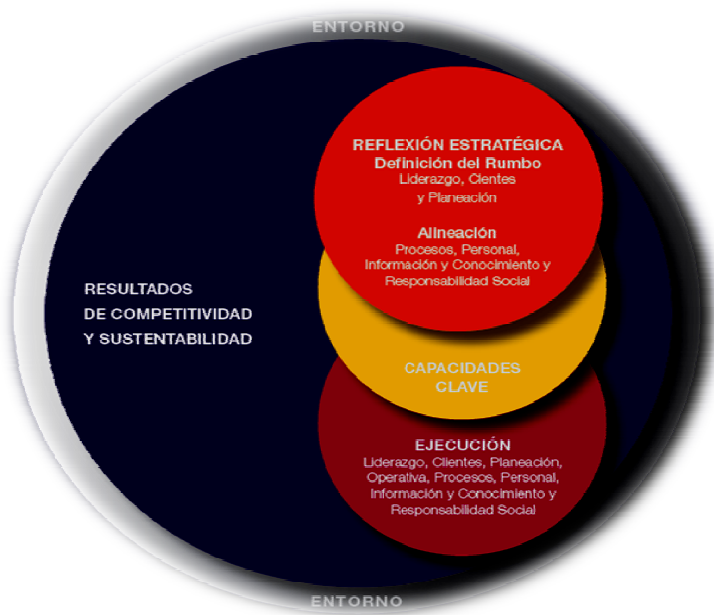 ENTORNO
REFLEXIÓN ESTRATÉGICA
Definición del Rumbo
Liderazgo, Clentes
y Planeación
Alineación
Procesos, Personal,
Información y Conocimiento y
Responsabilidad Social
RESULTADOS
DE COMPETITIVIDAD
Y SUSTENTABILIDAD
CAPACIDADES
CLAVE
EJECUCIÓN
Liderazgo, Clientes, Planeación,
Operativa, Procesos, Personal,
Información y Conocimiento y
Responsabilidad Social
ENTORNO